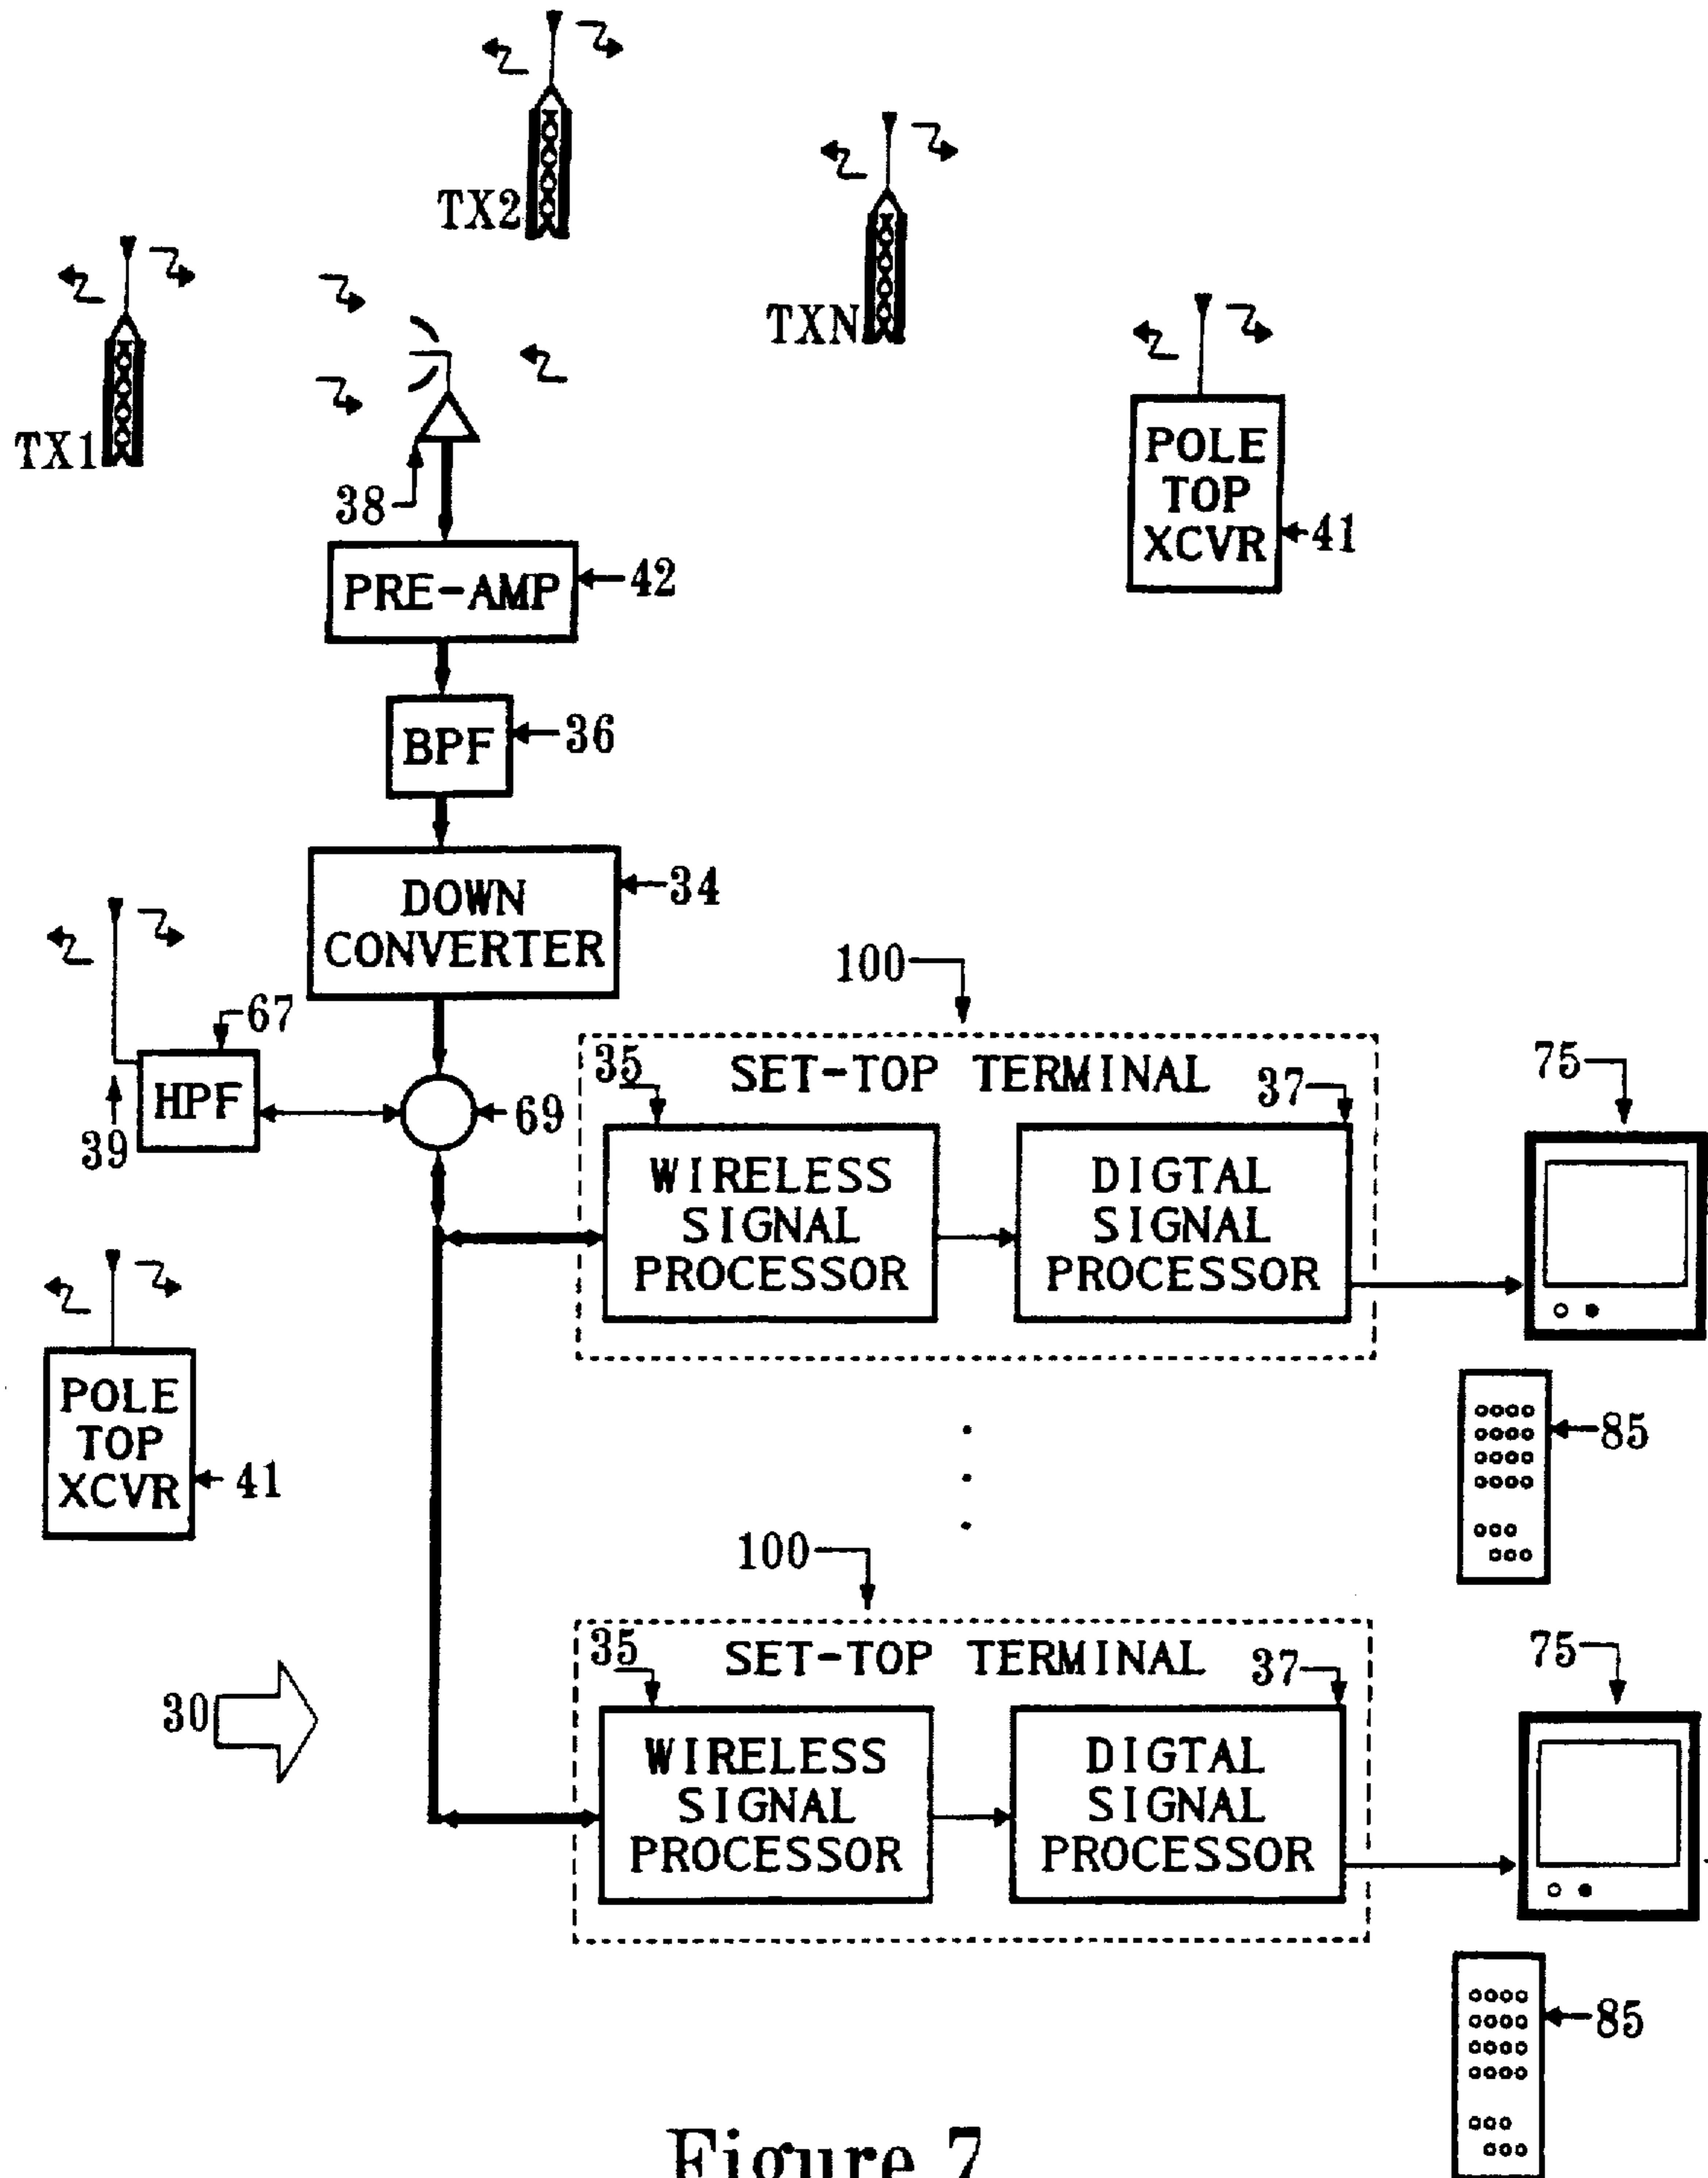 TX2
TXN
TX1
38
POLE
TOP
XCVR
41
PRE-AMP
42
BPF
36
DOWN
CONVERTER
34
100
67
HPF
39
69
35
SET-TOP TERMINAL
37
75
WIRELESS
SIGNAL
PROCESSOR
DIGTAL
SIGNAL
PROCESSOR
POLE
TOP
XCVR
41
85
100
35
SET-TOP TERMINAL
37
75
30
WIRELESS
SIGNAL
PROCESSOR
DIGTAL
SIGNAL
PROCESSOR
85
Figure 7